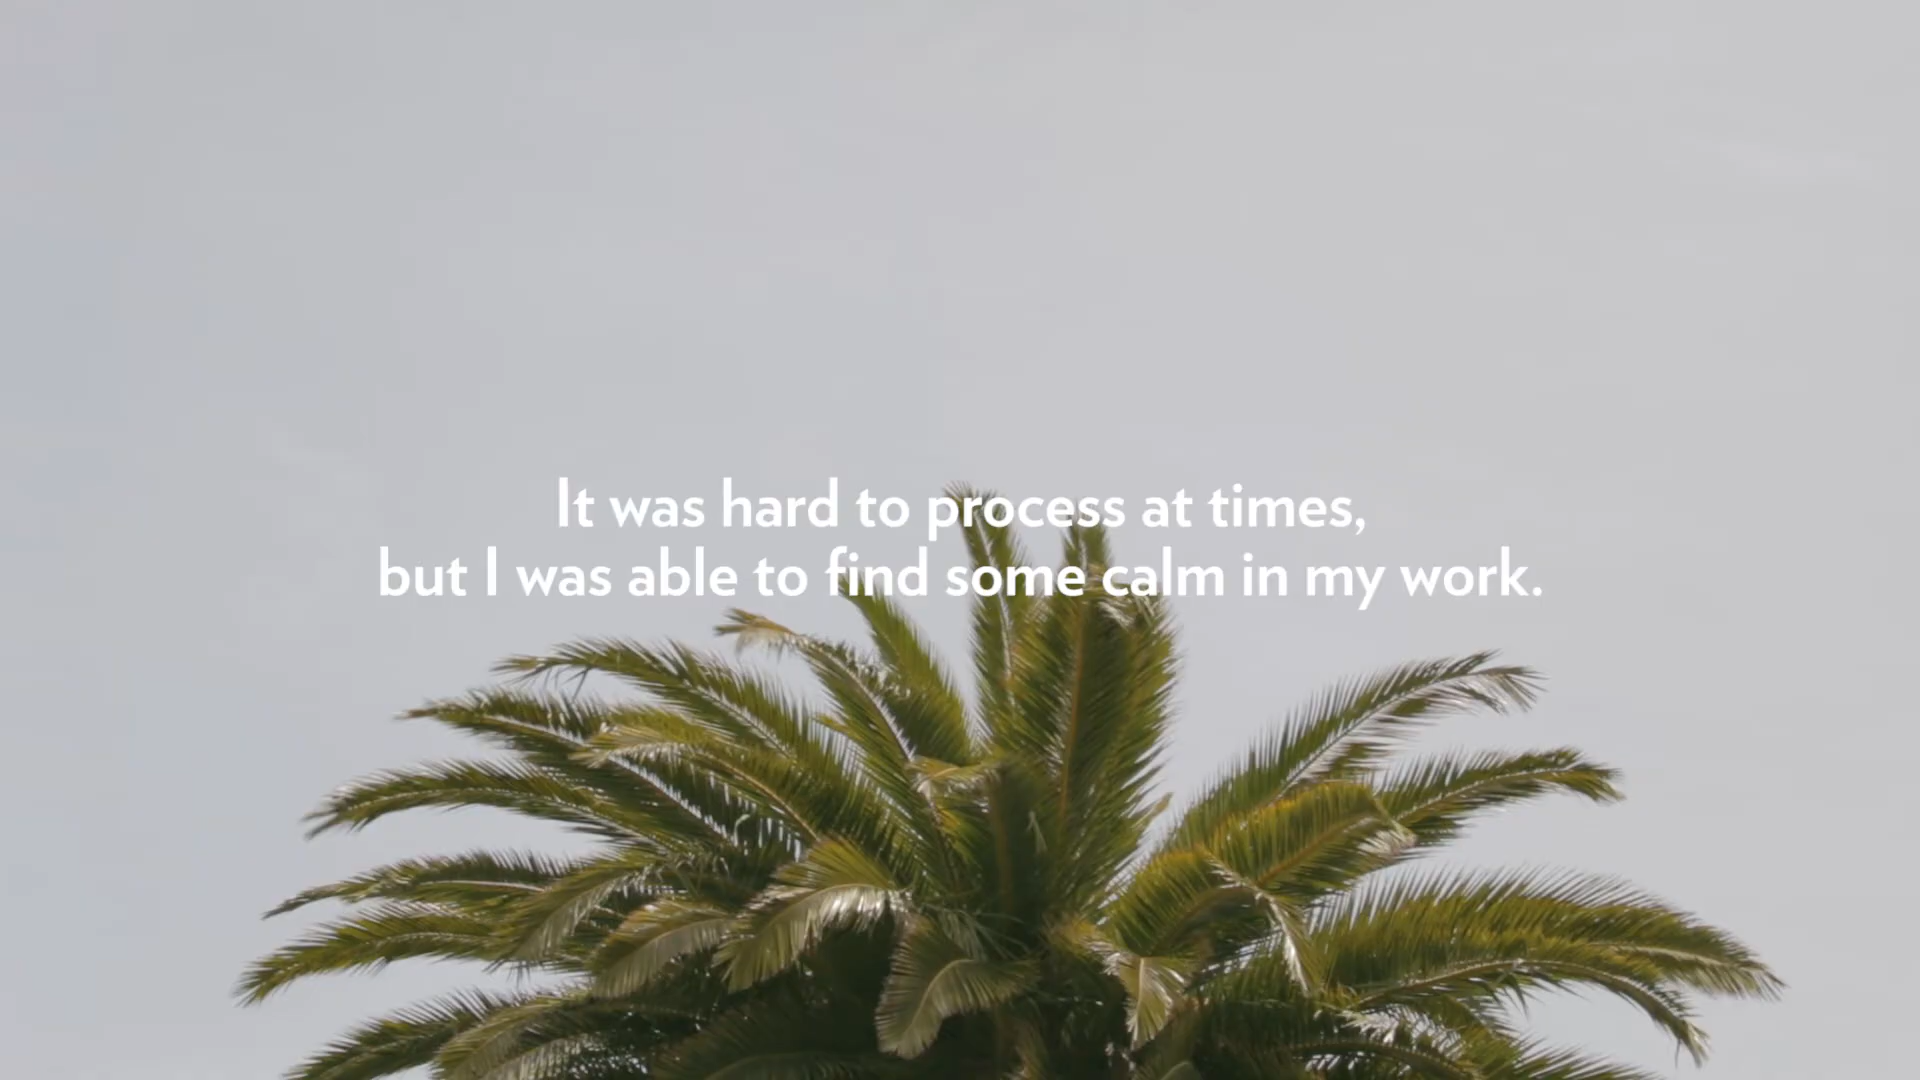 It was hard to process at times,
but I was able to find some calm in my work.